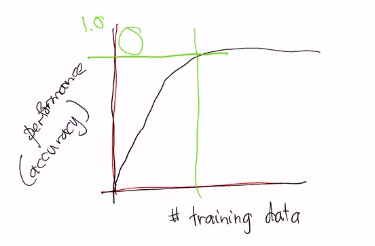 1.0
performance
(accuracy)
# training data